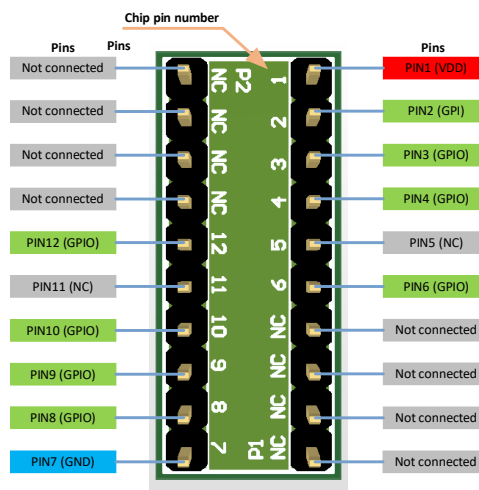 Chip pin number
Pins Pins Pins
Not connected NC P2 1 PIN1 (VDD)
Not connected NC 2 PIN2 (GPI)
Not connected NC 3 PIN3 (GPIO)
Not connected NC 4 PIN4 (GPIO)
PIN12 (GPIO) 12 5 PIN5 (NC)
PIN11 (NC) 11 6 PIN6 (GPIO)
PIN10 (GPIO) 10 NC Not connected
PIN9 (GPIO) 9 NC Not connected
PIN8 (GPIO) 8 NC Not connected
PIN7 (GND) 7 P1 NC Not connected